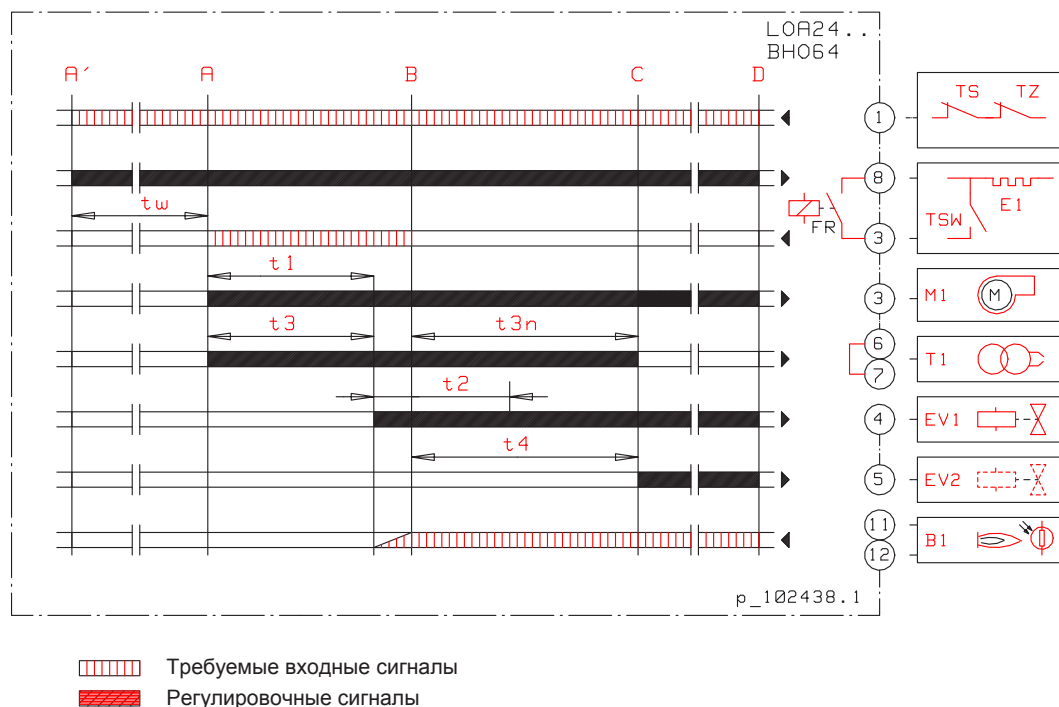 LOA24..
BHO64
A´ A B C D
1 TS TZ
8
tw
FR TSW E1
3
t1
3 M1 M
t3 t3n
6
7 T1
t2
4 EV1
t4
5 EV2
11
12 B1
p_102438.1
Требуемые входные сигналы
Регулировочные сигналы